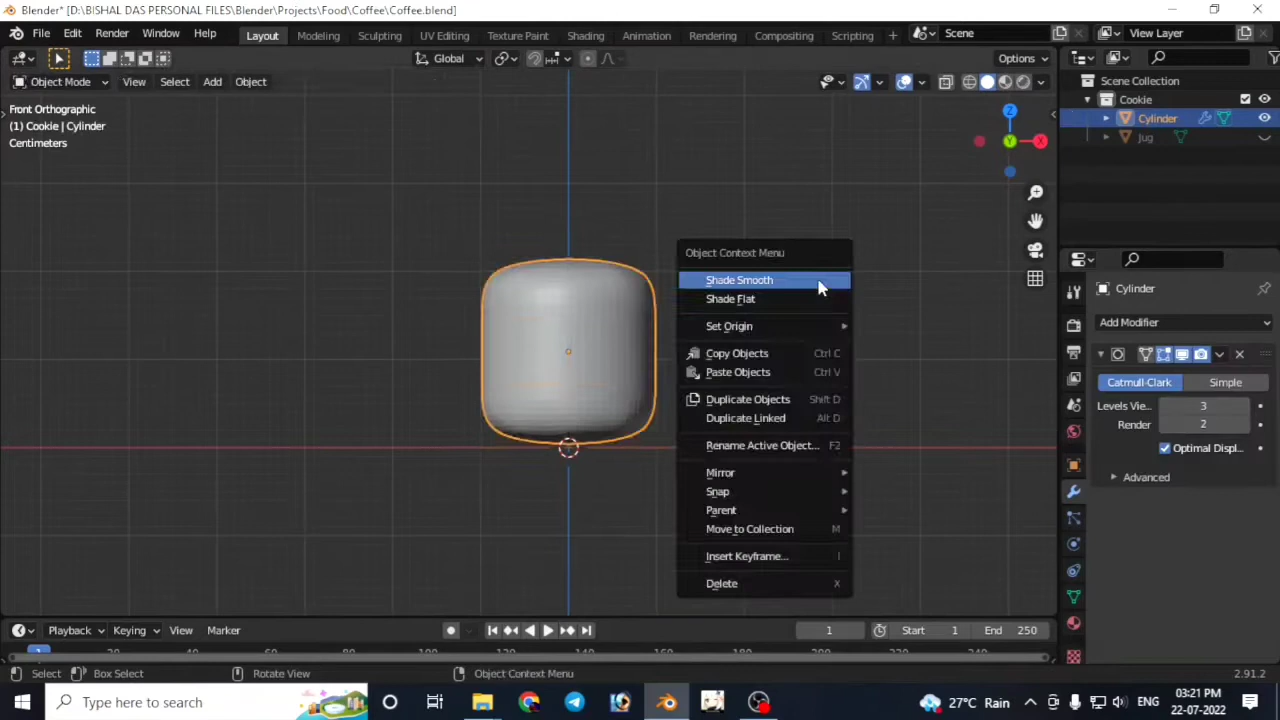 Blender* [D:\BISHAL DAS PERSONAL FILES\Blender\Projects\Food\Coffee\Coffee.blend]
File Edit Render Window Help Layout Modeling Sculpting UV Editing Texture Paint Shading Animation Rendering Compositing Scripting + Scene View Layer
Global Options
Object Mode View Select Add Object
Scene Collection
Cookie
Cylinder
Jug
Front Orthographic
(1) Cookie | Cylinder
Centimeters
Z
Y
X
Object Context Menu
Shade Smooth
Shade Flat
Set Origin
Copy Objects Ctrl C
Paste Objects Ctrl V
Duplicate Objects Shift D
Duplicate Linked Alt D
Rename Active Object... F2
Mirror
Snap
Parent
Move to Collection M
Insert Keyframe... I
Delete X
Cylinder
Add Modifier
Catmull-Clark Simple
Levels Vie... 3
Render 2
Optimal Displ...
Advanced
Playback Keying View Marker 1 Start 1 End 250
Select Box Select Rotate View Object Context Menu 2.91.2
Type here to search 27°C Rain ENG 03:21 PM
22-07-2022